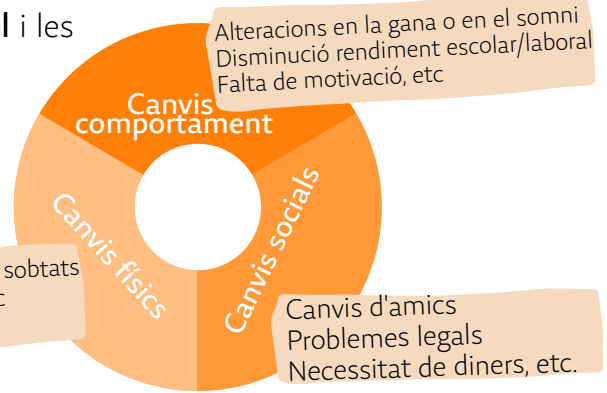 l i les
Alteracions en la gana o en el somni
Disminució rendiment escolar/laboral
Falta de motivació, etc
Canvis
comportament
Canvis físics
Canvis socials
sobtats
c
Canvis d'amics
Problemes legals
Necessitat de diners, etc.